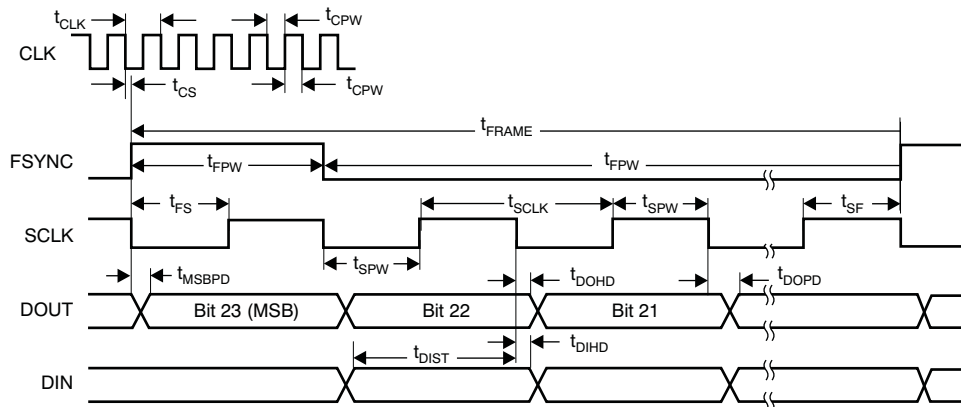 tCLK
tCPW
CLK
tCS
tCPW
tFRAME
FSYNC
tFPW
tFPW
tFS
tSCLK
tSPW
tSF
SCLK
tSPW
tMSBPD
tDOHD
tDOPD
DOUT
Bit 23 (MSB)
Bit 22
Bit 21
tDIST
tDIHD
DIN